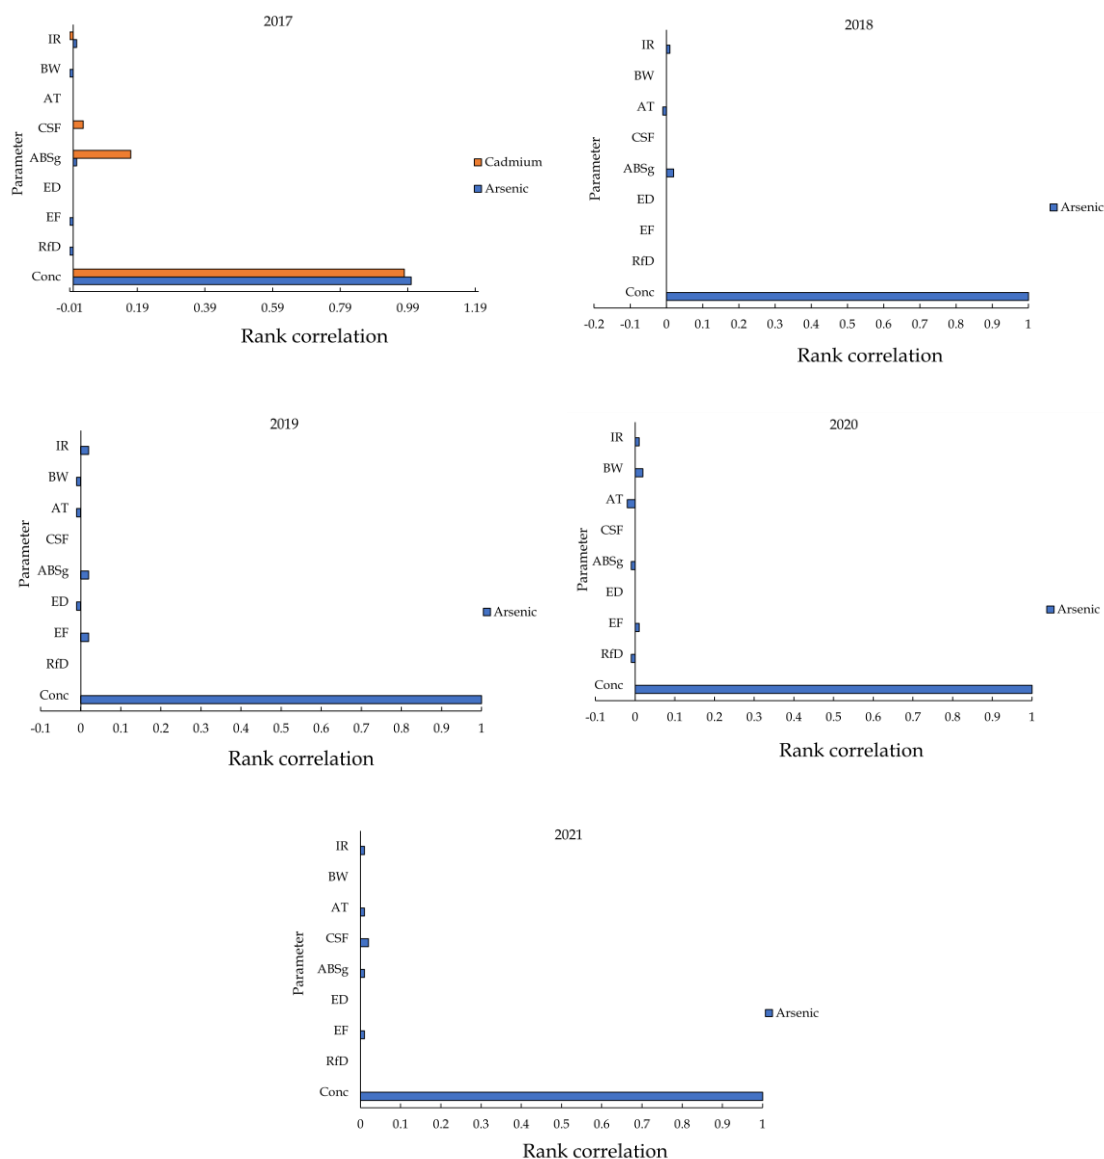 2017
IR
BW
AT
CSF
ABSg
ED
EF
RfD
Conc
Parameter
Cadmium
Arsenic
-0.01 0.19 0.39 0.59 0.79 0.99 1.19
Rank correlation
2018
IR
BW
AT
CSF
ABSg
ED
EF
RfD
Conc
Parameter
Arsenic
-0.2 -0.1 0 0.1 0.2 0.3 0.4 0.5 0.6 0.7 0.8 0.9 1
Rank correlation
2019
IR
BW
AT
CSF
ABSg
ED
EF
RfD
Conc
Parameter
Arsenic
-0.1 0 0.1 0.2 0.3 0.4 0.5 0.6 0.7 0.8 0.9 1
Rank correlation
2020
IR
BW
AT
CSF
ABSg
ED
EF
RfD
Conc
Parameter
Arsenic
-0.1 0 0.1 0.2 0.3 0.4 0.5 0.6 0.7 0.8 0.9 1
Rank correlation
2021
IR
BW
AT
CSF
ABSg
ED
EF
RfD
Conc
Parameter
Arsenic
0 0.1 0.2 0.3 0.4 0.5 0.6 0.7 0.8 0.9 1
Rank correlation